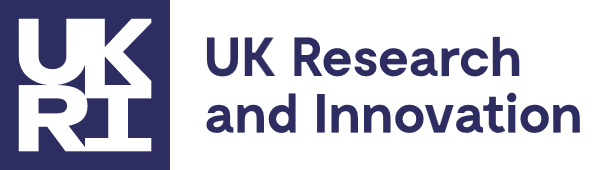 UK
RI
UK Research
and Innovation